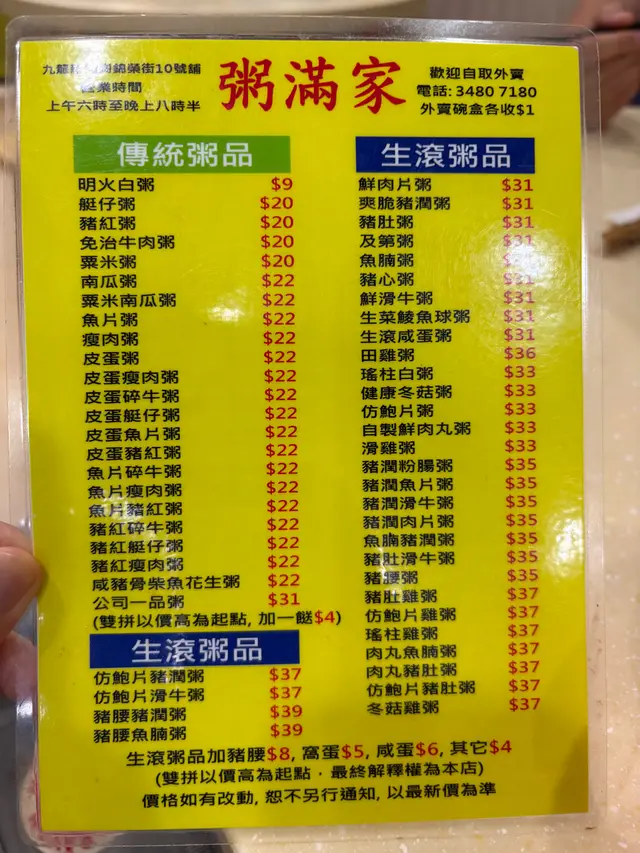 九龍 錦榮街10號舖
營業時間
上午六時至晚上八時半
粥滿家
歡迎自取外賣
電話: 3480 7180
外賣碗盒各收$1
傳統粥品
明火白粥 $9
艇仔粥 $20
豬紅粥 $20
免治牛肉粥 $20
粟米粥 $20
南瓜粥 $22
粟米南瓜粥 $22
魚片粥 $22
瘦肉粥 $22
皮蛋粥 $22
皮蛋瘦肉粥 $22
皮蛋碎牛粥 $22
皮蛋艇仔粥 $22
皮蛋魚片粥 $22
皮蛋豬紅粥 $22
魚片碎牛粥 $22
魚片瘦肉粥 $22
魚片豬紅粥 $22
豬紅碎牛粥 $22
豬紅艇仔粥 $22
豬紅瘦肉粥 $22
咸豬骨柴魚花生粥 $22
公司一品粥 $31
(雙拼以價高為起點, 加一餸$4)
生滾粥品
仿鮑片豬潤粥 $37
仿鮑片滑牛粥 $37
豬腰豬潤粥 $39
豬腰魚腩粥 $39
生滾粥品
鮮肉片粥 $31
爽脆豬潤粥 $31
豬肚粥 $31
及第粥 $31
魚腩粥
豬心粥 $31
鮮滑牛粥 $31
生菜鯪魚球粥 $31
生滾咸蛋粥 $31
田雞粥 $36
瑤柱白粥 $33
健康冬菇粥 $33
仿鮑片粥 $33
自製鮮肉丸粥 $33
滑雞粥 $33
豬潤粉腸粥 $35
豬潤魚片粥 $35
豬潤滑牛粥 $35
豬潤肉片粥 $35
魚腩豬潤粥 $35
豬肚滑牛粥 $35
豬腰粥 $35
豬肚雞粥 $37
仿鮑片雞粥 $37
瑤柱雞粥 $37
肉丸魚腩粥 $37
肉丸豬肚粥 $37
仿鮑片豬肚粥 $37
冬菇雞粥 $37
生滾粥品加豬腰$8, 窩蛋$5, 咸蛋$6, 其它$4
(雙拼以價高為起點，最終解釋權為本店)
價格如有改動, 恕不另行通知, 以最新價為準